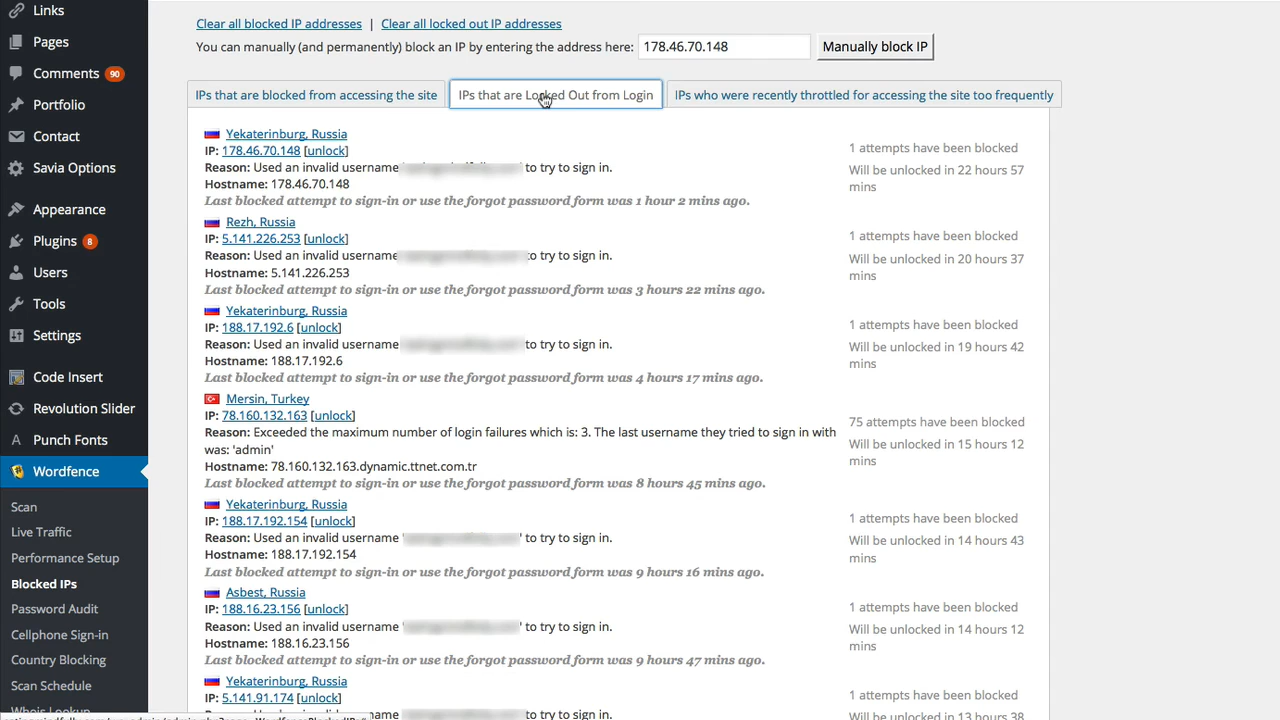 Links
Pages
Comments 90
Portfolio
Contact
Savia Options
Appearance
Plugins 8
Users
Tools
Settings
Code Insert
Revolution Slider
Punch Fonts
Wordfence
Scan
Live Traffic
Performance Setup
Blocked IPs
Password Audit
Cellphone Sign-in
Country Blocking
Scan Schedule
Whois Lookup
Clear all blocked IP addresses | Clear all locked out IP addresses
You can manually (and permanently) block an IP by entering the address here: 178.46.70.148 Manually block IP
IPs that are blocked from accessing the site IPs that are Locked Out from Login IPs who were recently throttled for accessing the site too frequently
Yekaterinburg, Russia
IP: 178.46.70.148 [unlock]
Reason: Used an invalid username to try to sign in.
Hostname: 178.46.70.148
Last blocked attempt to sign-in or use the forgot password form was 1 hour 2 mins ago.
1 attempts have been blocked
Will be unlocked in 22 hours 57
mins
Rezh, Russia
IP: 5.141.226.253 [unlock]
Reason: Used an invalid username to try to sign in.
Hostname: 5.141.226.253
Last blocked attempt to sign-in or use the forgot password form was 3 hours 22 mins ago.
1 attempts have been blocked
Will be unlocked in 20 hours 37
mins
Yekaterinburg, Russia
IP: 188.17.192.6 [unlock]
Reason: Used an invalid username to try to sign in.
Hostname: 188.17.192.6
Last blocked attempt to sign-in or use the forgot password form was 4 hours 17 mins ago.
1 attempts have been blocked
Will be unlocked in 19 hours 42
mins
Mersin, Turkey
IP: 78.160.132.163 [unlock]
Reason: Exceeded the maximum number of login failures which is: 3. The last username they tried to sign in with
was: 'admin'
Hostname: 78.160.132.163.dynamic.ttnet.com.tr
Last blocked attempt to sign-in or use the forgot password form was 8 hours 45 mins ago.
75 attempts have been blocked
Will be unlocked in 15 hours 12
mins
Yekaterinburg, Russia
IP: 188.17.192.154 [unlock]
Reason: Used an invalid username ' ' to try to sign in.
Hostname: 188.17.192.154
Last blocked attempt to sign-in or use the forgot password form was 9 hours 16 mins ago.
1 attempts have been blocked
Will be unlocked in 14 hours 43
mins
Asbest, Russia
IP: 188.16.23.156 [unlock]
Reason: Used an invalid username ' ' to try to sign in.
Hostname: 188.16.23.156
Last blocked attempt to sign-in or use the forgot password form was 9 hours 47 mins ago.
1 attempts have been blocked
Will be unlocked in 14 hours 12
mins
Yekaterinburg, Russia
IP: 5.141.91.174 [unlock]
to try to sign in.
1 attempts have been blocked
Will be unlocked in 13 hours 38